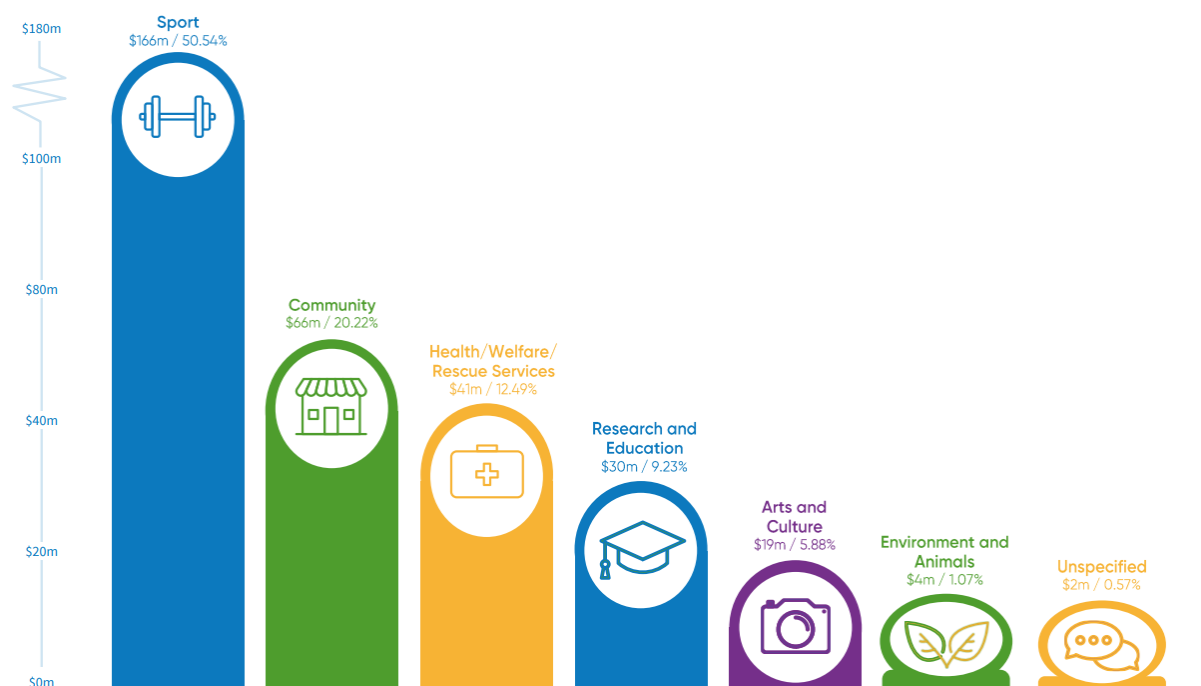 $180m
$100m
$80m
$40m
$20m
$0m
Sport
$166m / 50.54%
Community
$66m / 20.22%
Health/Welfare/
Rescue Services
$41m / 12.49%
Research and
Education
$30m / 9.23%
Arts and
Culture
$19m / 5.88%
Environment and
Animals
$4m / 1.07%
Unspecified
$2m / 0.57%